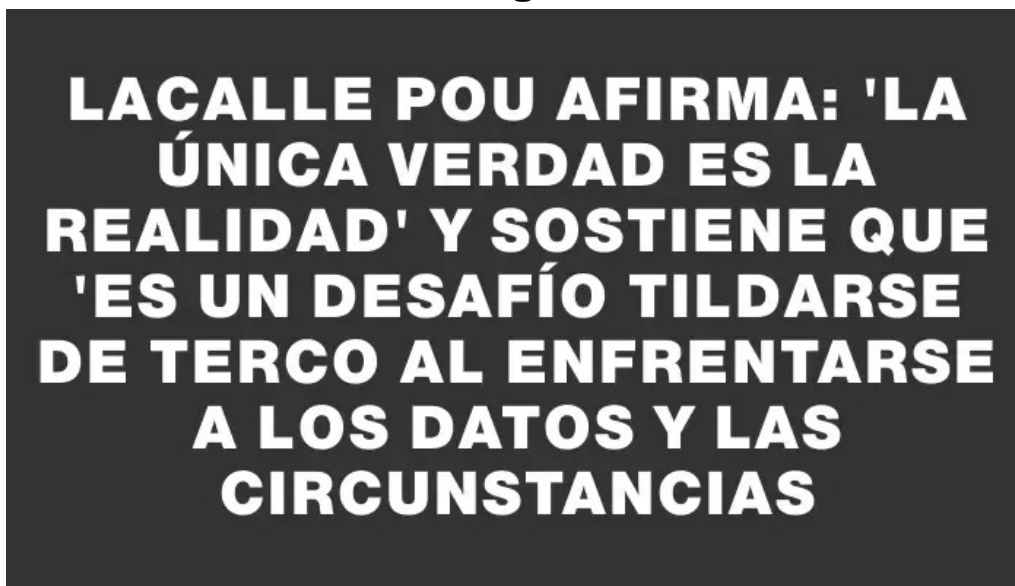 LACALLE POU AFIRMA: 'LA
ÚNICA VERDAD ES LA
REALIDAD' Y SOSTIENE QUE
'ES UN DESAFÍO TILDARSE
DE TERCO AL ENFRENTARSE
A LOS DATOS Y LAS
CIRCUNSTANCIAS